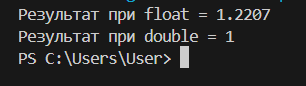 Результат при float = 1.2207
Результат при double = 1
PS C:\Users\User>